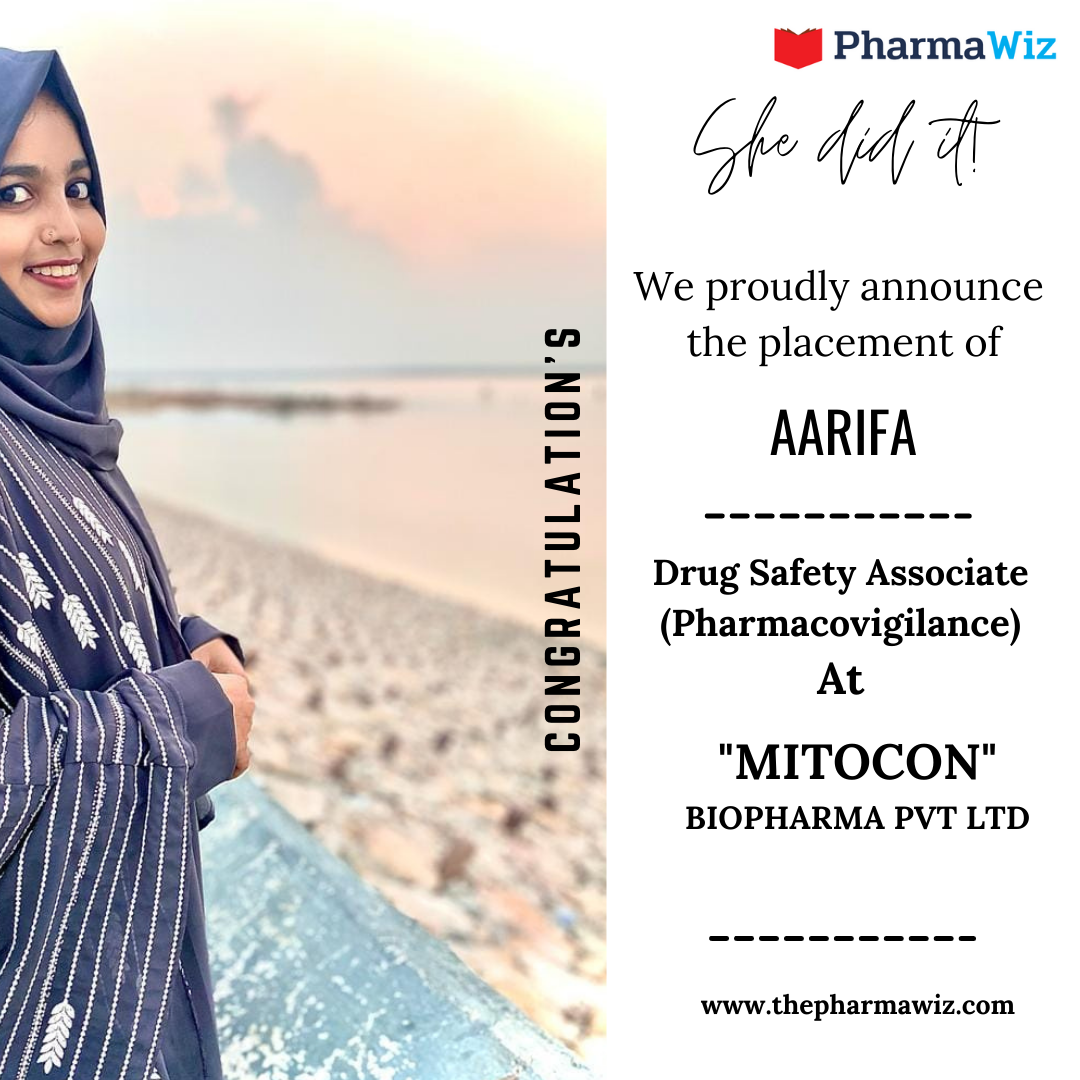 PharmaWiz
She did it!
We proudly announce
the placement of
AARIFA
Drug Safety Associate
(Pharmacovigilance)
At
"MITOCON"
BIOPHARMA PVT LTD
www.thepharmawiz.com
CONGRATULATION'S